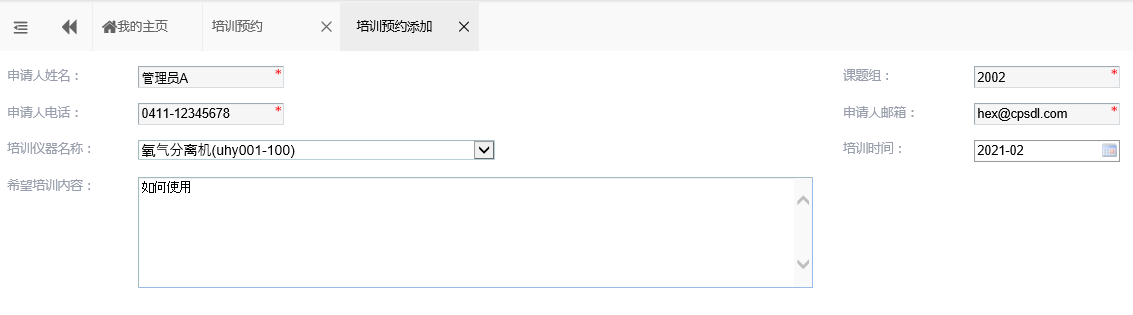 我的主页 培训预约 培训预约添加
申请人姓名： 管理员A * 课题组： 2002 *
申请人电话： 0411-12345678 * 申请人邮箱： hex@cpsdl.com *
培训仪器名称： 氧气分离机(uhy001-100) 培训时间： 2021-02
希望培训内容： 如何使用